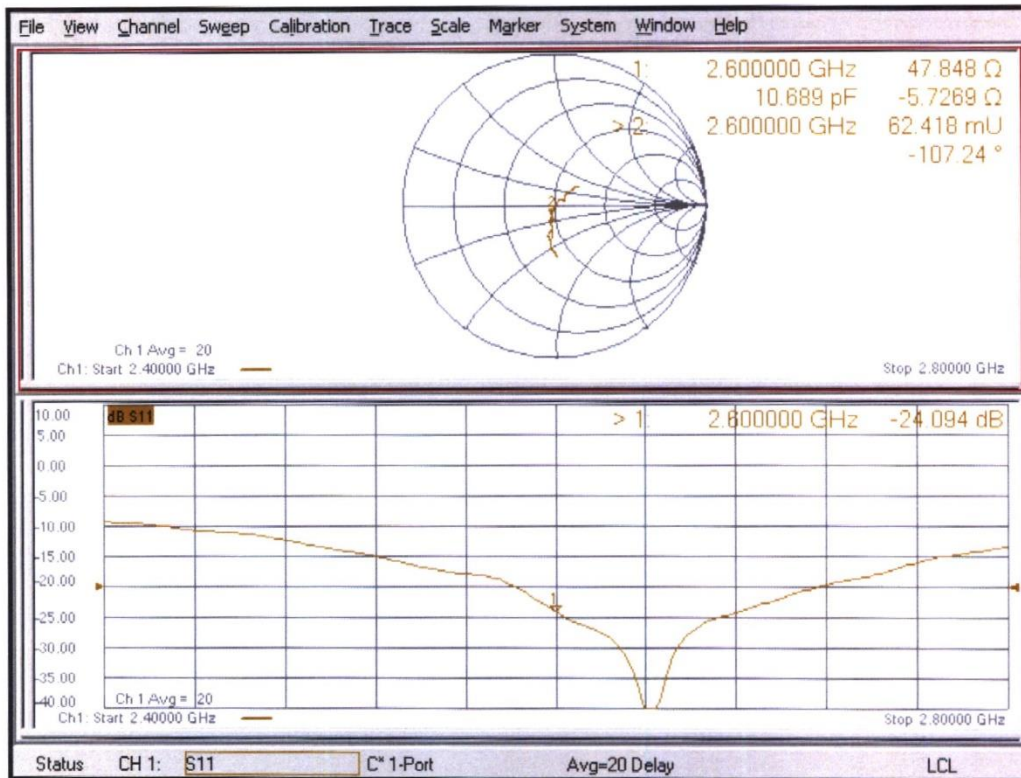 File View Channel Sweep Calibration Trace Scale Marker System Window Help
1: 2.600000 GHz 47.848 Ω
10.689 pF -5.7269 Ω
> 2: 2.600000 GHz 62.418 mU
-107.24 °
Ch 1 Avg = 20
Ch1: Start 2.40000 GHz Stop 2.80000 GHz
10.00 dB S11 > 1: 2.600000 GHz -24.094 dB
5.00
0.00
-5.00
-10.00
-15.00
-20.00
-25.00 1
-30.00
-35.00
-40.00 Ch 1 Avg = 20
Ch1: Start 2.40000 GHz Stop 2.80000 GHz
Status CH 1: S11 C* 1-Port Avg=20 Delay LCL